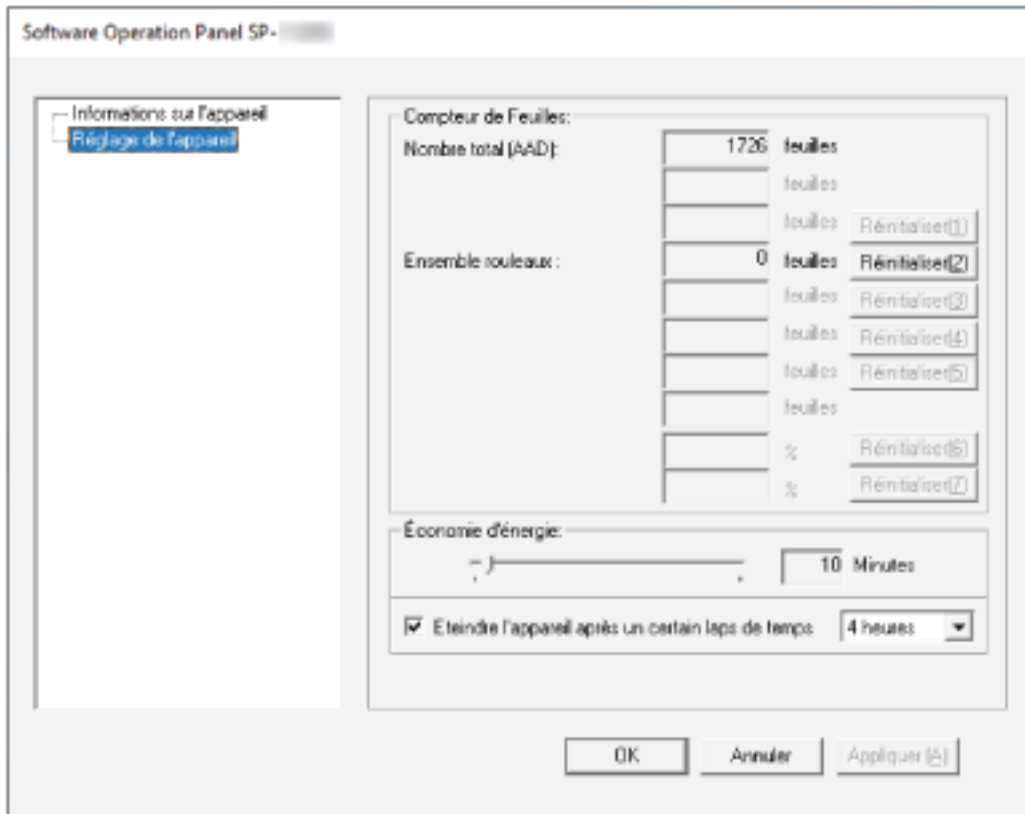 Software Operation Panel SP-
Informations sur l'appareil
Réglage de l'appareil
Compteur de Feuilles:
Nombre total (AAD): 1726 feuilles
feuilles
feuilles Réinitialiser(1)
Ensemble rouleaux : 0 feuilles Réinitialiser(2)
feuilles Réinitialiser(3)
feuilles Réinitialiser(4)
feuilles Réinitialiser(5)
feuilles
% Réinitialiser(6)
% Réinitialiser(7)
Économie d'énergie:
10 Minutes
Eteindre l'appareil après un certain laps de temps 4 heures
OK Annuler Appliquer (A)